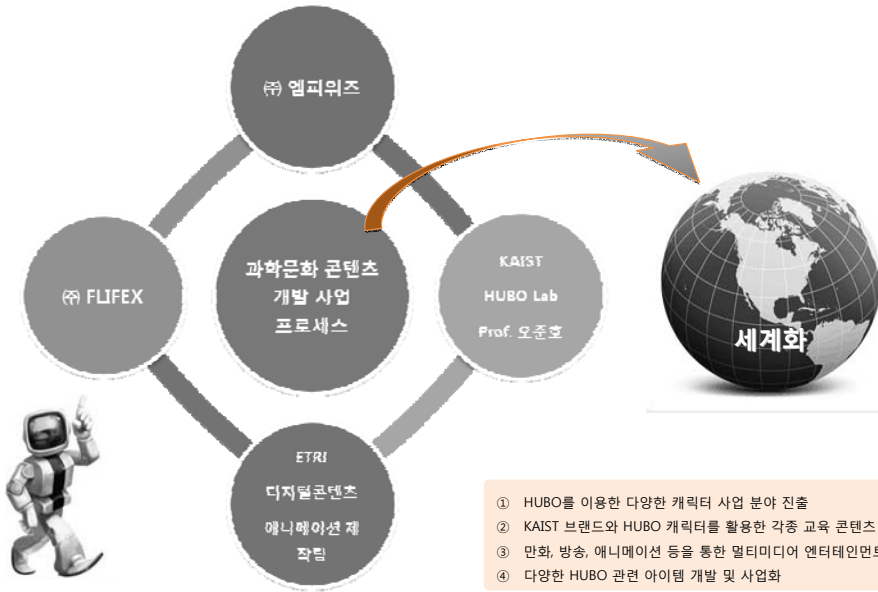 ㈜ 엠피위즈
과학문화 콘텐츠
개발 사업
프로세스
㈜ FLIFEX
KAIST
HUBO Lab
Prof. 오준호
세계화
ETRI
디지털콘텐츠
애니메이션 제
작팀
① HUBO를 이용한 다양한 캐릭터 사업 분야 진출
② KAIST 브랜드와 HUBO 캐릭터를 활용한 각종 교육 콘텐츠
③ 만화, 방송, 애니메이션 등을 통한 멀티미디어 엔터테인먼트
④ 다양한 HUBO 관련 아이템 개발 및 사업화